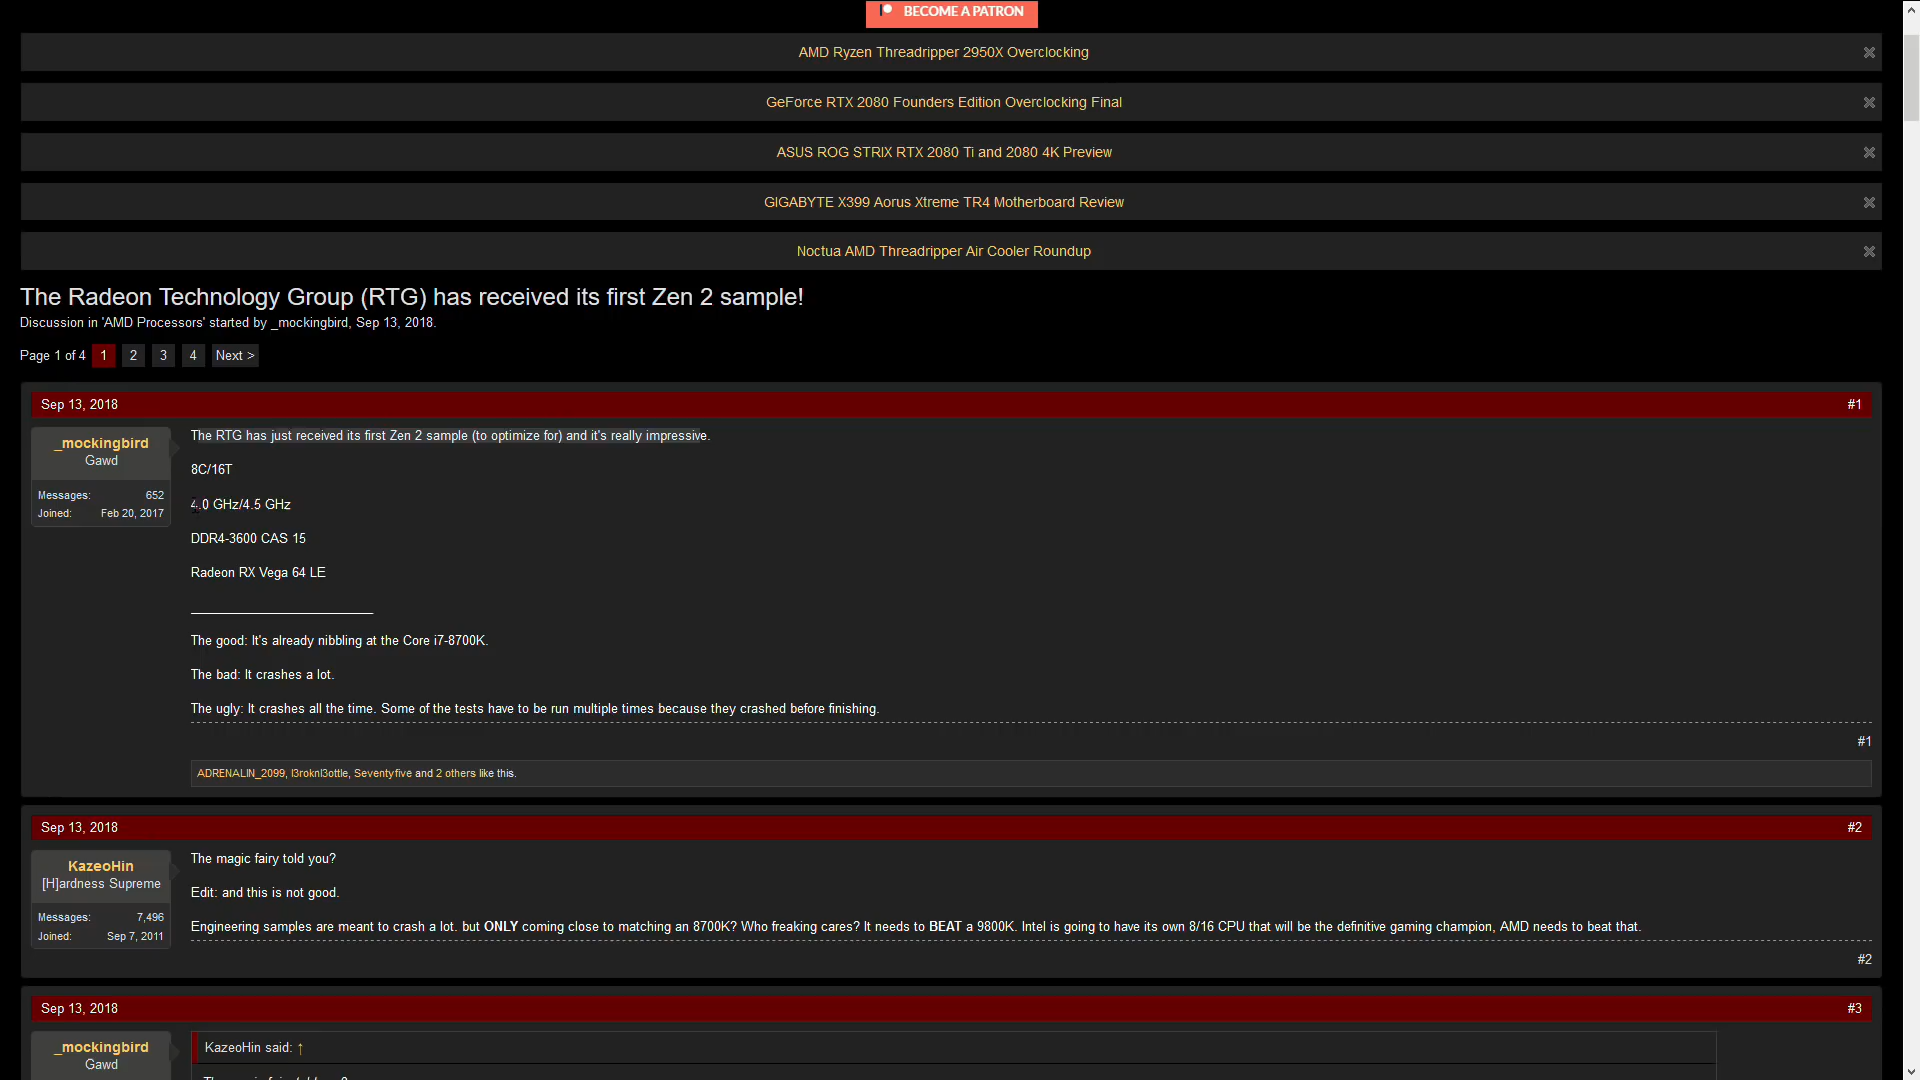 BECOME A PATRON
AMD Ryzen Threadripper 2950X Overclocking
GeForce RTX 2080 Founders Edition Overclocking Final
ASUS ROG STRIX RTX 2080 Ti and 2080 4K Preview
GIGABYTE X399 Aorus Xtreme TR4 Motherboard Review
Noctua AMD Threadripper Air Cooler Roundup
The Radeon Technology Group (RTG) has received its first Zen 2 sample!
Discussion in 'AMD Processors' started by _mockingbird, Sep 13, 2018.
Page 1 of 4 1 2 3 4 Next >
Sep 13, 2018 #1
_mockingbird
Gawd
Messages: 652
Joined: Feb 20, 2017
The RTG has just received its first Zen 2 sample (to optimize for) and it's really impressive.
8C/16T
4.0 GHz/4.5 GHz
DDR4-3600 CAS 15
Radeon RX Vega 64 LE
The good: It's already nibbling at the Core i7-8700K.
The bad: It crashes a lot.
The ugly: It crashes all the time. Some of the tests have to be run multiple times because they crashed before finishing.
#1
ADRENALIN_2099, l3roknl3ottle, Seventyfive and 2 others like this.
Sep 13, 2018 #2
KazeoHin
[H]ardness Supreme
Messages: 7,496
Joined: Sep 7, 2011
The magic fairy told you?
Edit: and this is not good.
Engineering samples are meant to crash a lot. but ONLY coming close to matching an 8700K? Who freaking cares? It needs to BEAT a 9800K. Intel is going to have its own 8/16 CPU that will be the definitive gaming champion, AMD needs to beat that.
#2
Sep 13, 2018 #3
_mockingbird
Gawd
KazeoHin said: ↑